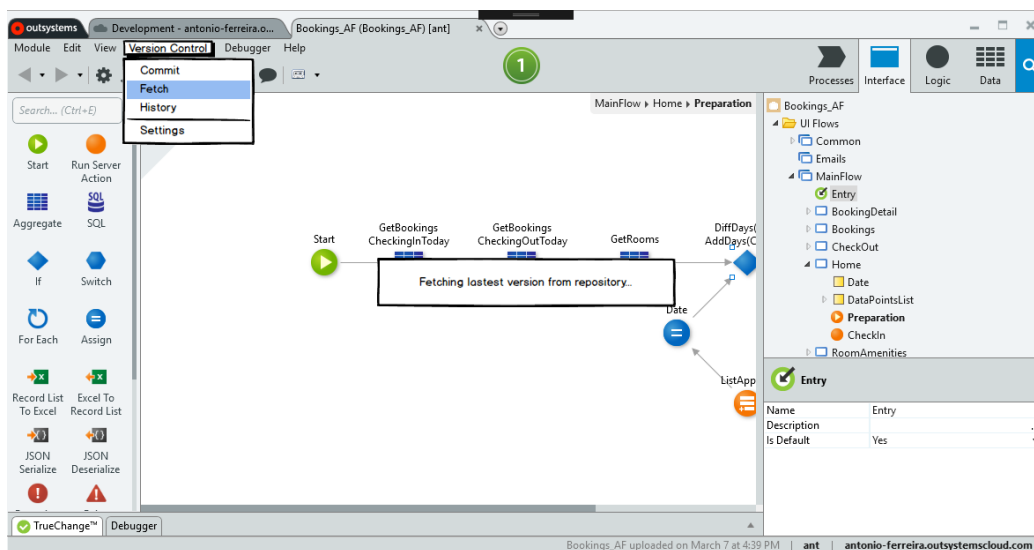 outsystems
Development - antonio-ferreira.o...
Bookings_AF (Bookings_AF) [ant]
Module Edit View Version Control Debugger Help
Commit
Fetch
History
Settings
1
Processes
Interface
Logic
Data
Search... (Ctrl+E)
MainFlow Home Preparation
Start
Run Server
Action
Aggregate
SQL
SQL
If
Switch
For Each
Assign
Record List
To Excel
Excel To
Record List
JSON
Serialize
JSON
Deserialize
Start
GetBookings
CheckingInToday
GetBookings
CheckingOutToday
GetRooms
DiffDays(
AddDays(C
Fetching lastest version from repository...
Date
ListApp
Bookings_AF
UI Flows
Common
Emails
MainFlow
Entry
BookingDetail
Bookings
CheckOut
Home
Date
DataPointsList
Preparation
CheckIn
RoomAmenities
Entry
Name Entry
Description
Is Default Yes
TrueChange™
Debugger
Bookings_AF uploaded on March 7 at 4:39 PM | ant | antonio-ferreira.outsystemscloud.com